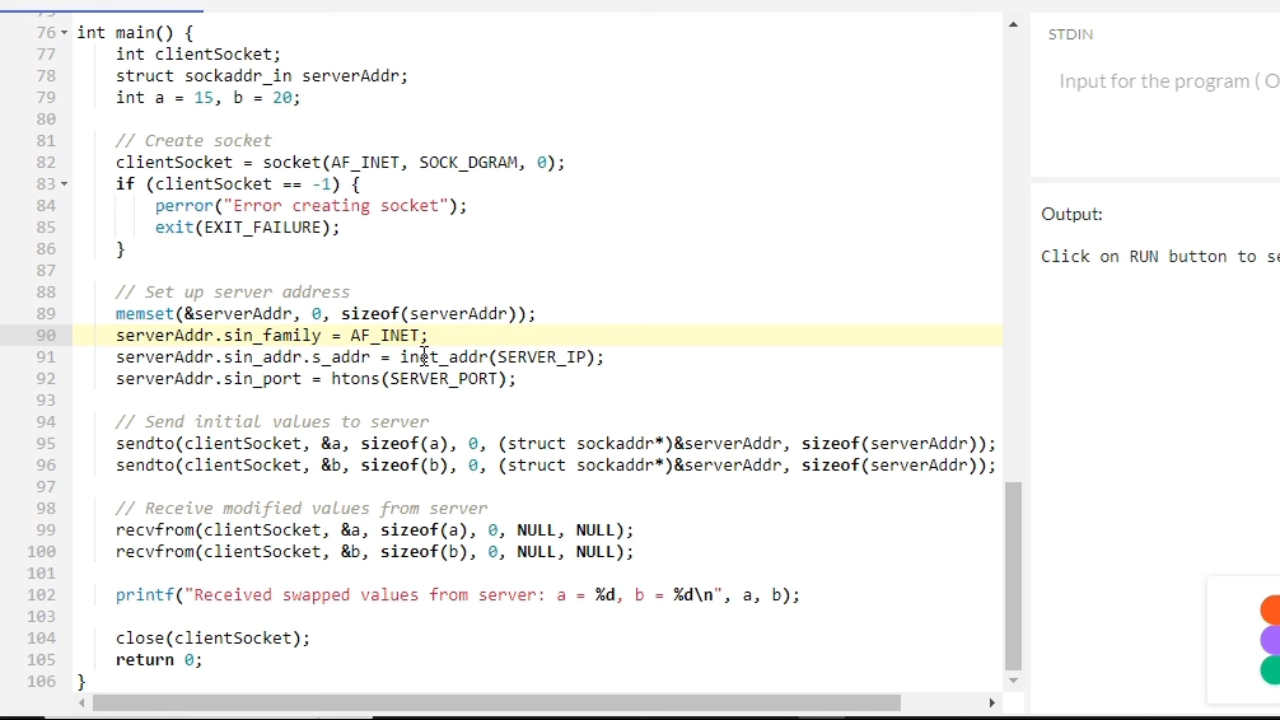 76 int main() {
77 int clientSocket;
78 struct sockaddr_in serverAddr;
79 int a = 15, b = 20;
80
81 // Create socket
82 clientSocket = socket(AF_INET, SOCK_DGRAM, 0);
83 if (clientSocket == -1) {
84 perror("Error creating socket");
85 exit(EXIT_FAILURE);
86 }
87
88 // Set up server address
89 memset(&serverAddr, 0, sizeof(serverAddr));
90 serverAddr.sin_family = AF_INET;
91 serverAddr.sin_addr.s_addr = inet_addr(SERVER_IP);
92 serverAddr.sin_port = htons(SERVER_PORT);
93
94 // Send initial values to server
95 sendto(clientSocket, &a, sizeof(a), 0, (struct sockaddr*)&serverAddr, sizeof(serverAddr));
96 sendto(clientSocket, &b, sizeof(b), 0, (struct sockaddr*)&serverAddr, sizeof(serverAddr));
97
98 // Receive modified values from server
99 recvfrom(clientSocket, &a, sizeof(a), 0, NULL, NULL);
100 recvfrom(clientSocket, &b, sizeof(b), 0, NULL, NULL);
101
102 printf("Received swapped values from server: a = %d, b = %d\n", a, b);
103
104 close(clientSocket);
105 return 0;
106 }
STDIN
Input for the program ( O
Output:
Click on RUN button to se